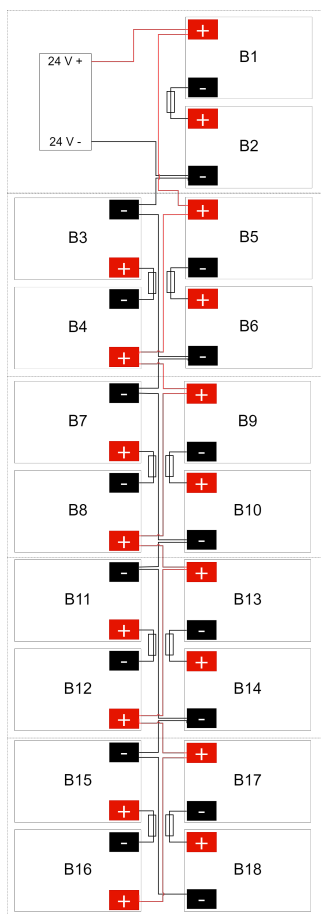 24 V +
+
B1
-
+
24 V -
B2
-
-
+
B3
B5
+
-
-
+
B4
B6
+
-
-
+
B7
B9
+
-
-
+
B8
B10
+
-
-
+
B11
B13
+
-
-
+
B12
B14
+
-
-
+
B15
B17
+
-
-
+
B16
B18
+
-